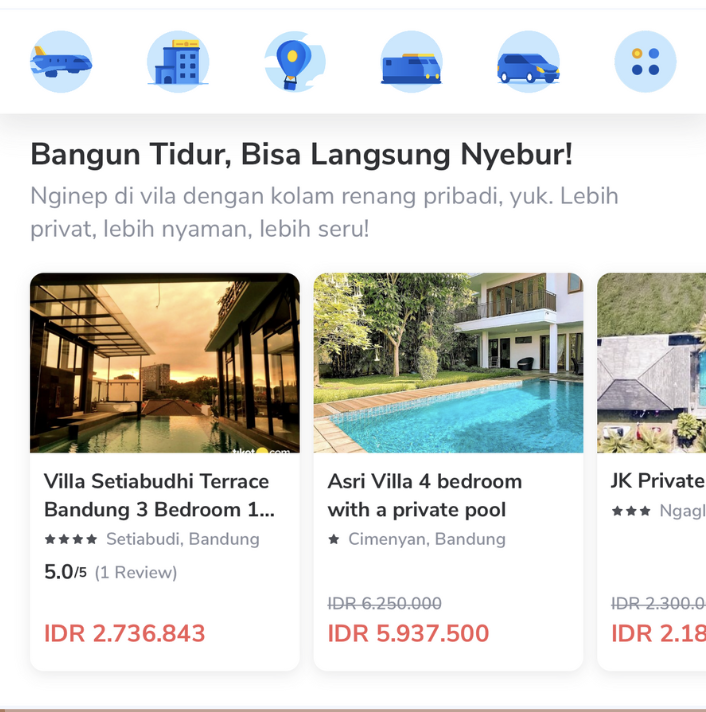 Bangun Tidur, Bisa Langsung Nyebur!
Nginep di vila dengan kolam renang pribadi, yuk. Lebih
privat, lebih nyaman, lebih seru!
tiket.com
Villa Setiabudhi Terrace
Bandung 3 Bedroom 1...
Setiabudi, Bandung
5.0/5 (1 Review)
IDR 2.736.843
Asri Villa 4 bedroom
with a private pool
Cimenyan, Bandung
IDR 6.250.000
IDR 5.937.500
JK Private
Ngagl
IDR 2.300.0
IDR 2.18